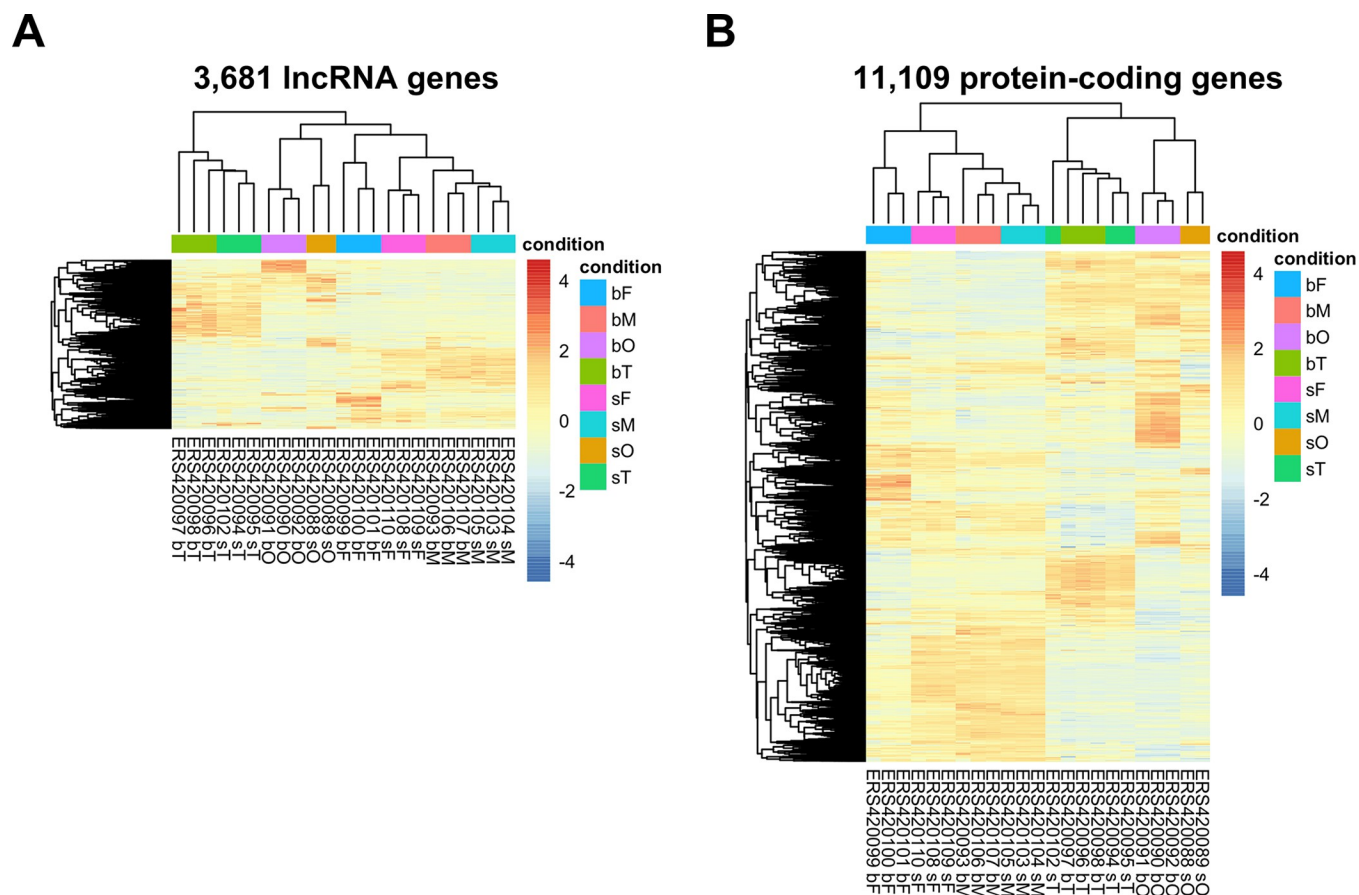 A
3,681 lncRNA genes
condition
condition
bF
bM
bO
bT
sF
sM
sO
sT
4
2
0
-2
-4
ERS420097 bT
ERS420098 bT
ERS420096 bT
ERS420102 sT
ERS420094 sT
ERS420095 sT
ERS420091 bO
ERS420090 bO
ERS420092 bO
ERS420088 sO
ERS420089 sO
ERS420099 bF
ERS420100 bF
ERS420101 bF
ERS420110 sF
ERS420108 sF
ERS420109 sF
ERS420093 bM
ERS420106 bM
ERS420107 bM
ERS420105 sM
ERS420103 sM
ERS420104 sM
B
11,109 protein-coding genes
condition
condition
bF
bM
bO
bT
sF
sM
sO
sT
4
2
0
-2
-4
ERS420099 bF
ERS420100 bF
ERS420101 bF
ERS420110 sF
ERS420108 sF
ERS420109 sF
ERS420093 bM
ERS420106 bM
ERS420107 bM
ERS420105 sM
ERS420103 sM
ERS420104 sM
ERS420102 sT
ERS420097 bT
ERS420096 bT
ERS420098 bT
ERS420094 sT
ERS420095 sT
ERS420091 bO
ERS420090 bO
ERS420092 bO
ERS420088 sO
ERS420089 sO